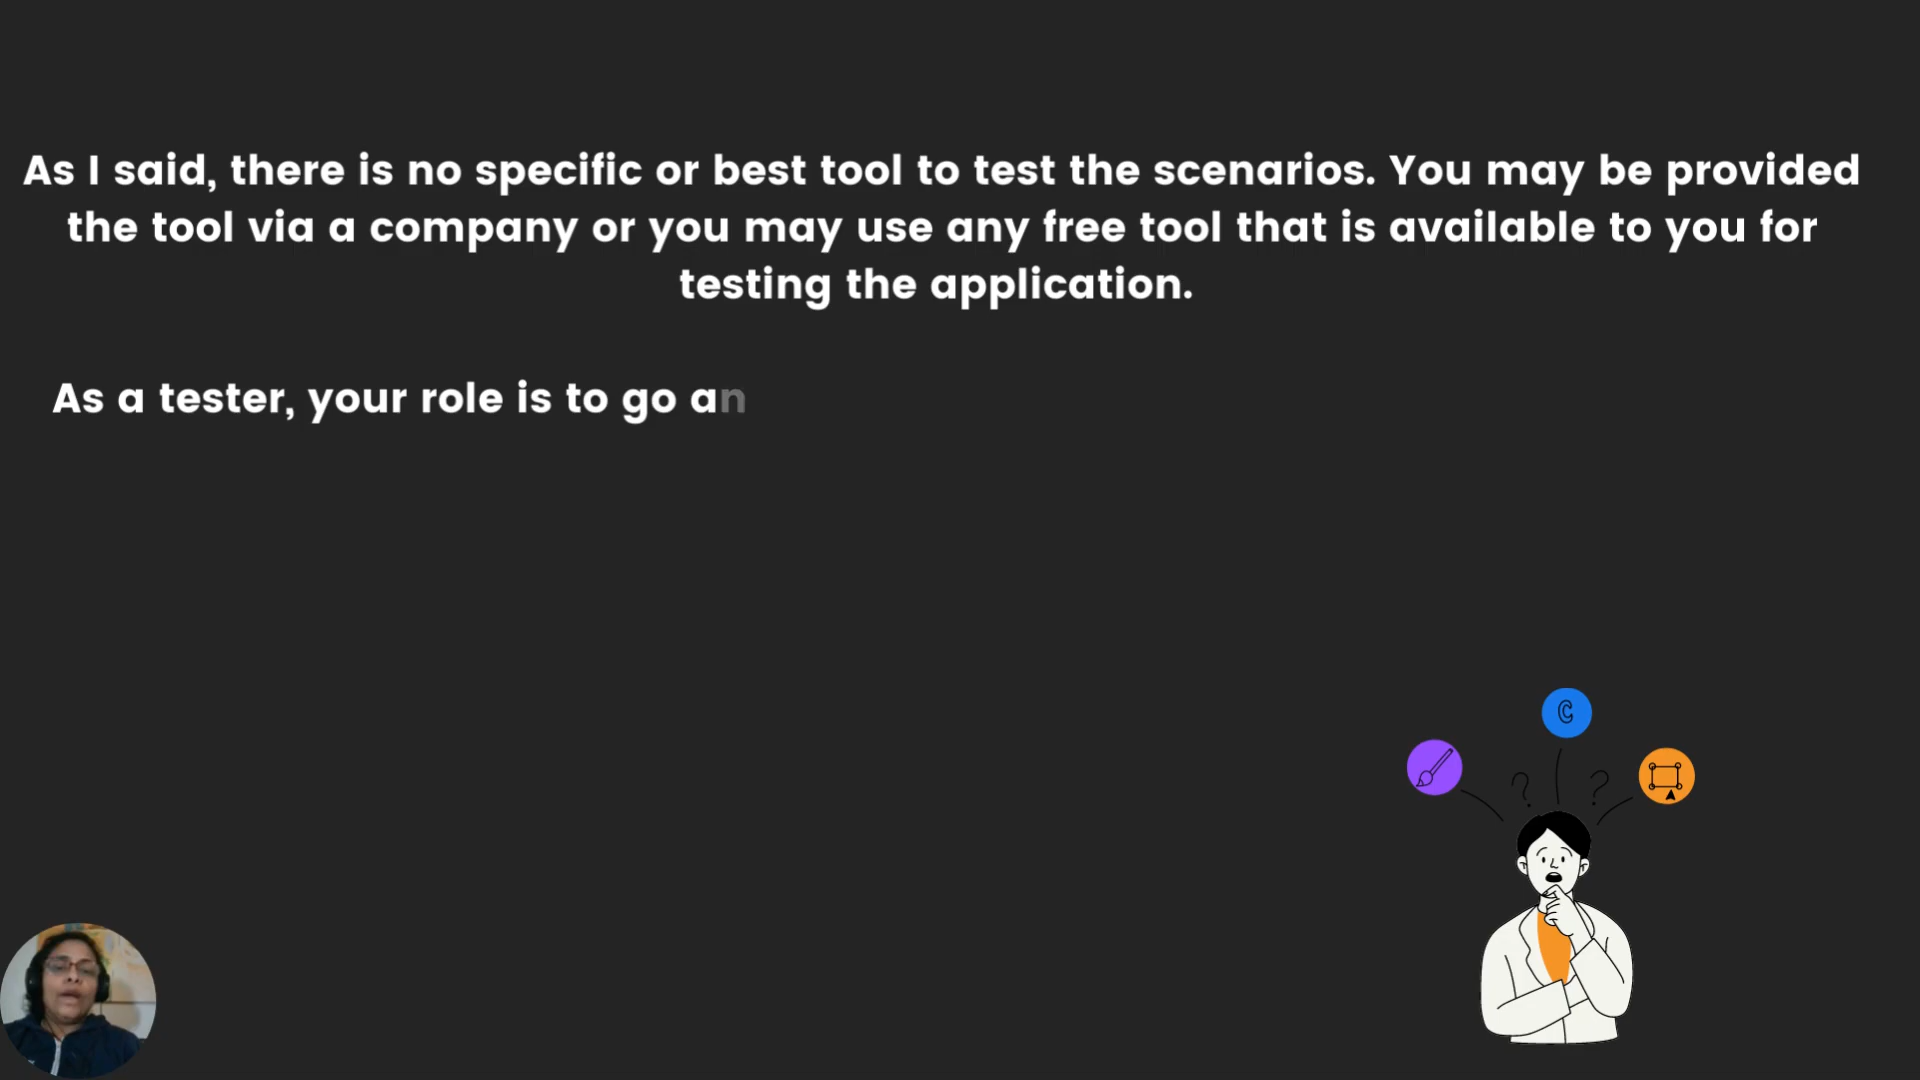 As I said, there is no specific or best tool to test the scenarios. You may be provided
the tool via a company or you may use any free tool that is available to you for
testing the application.
As a tester, your role is to go an
C
? ?